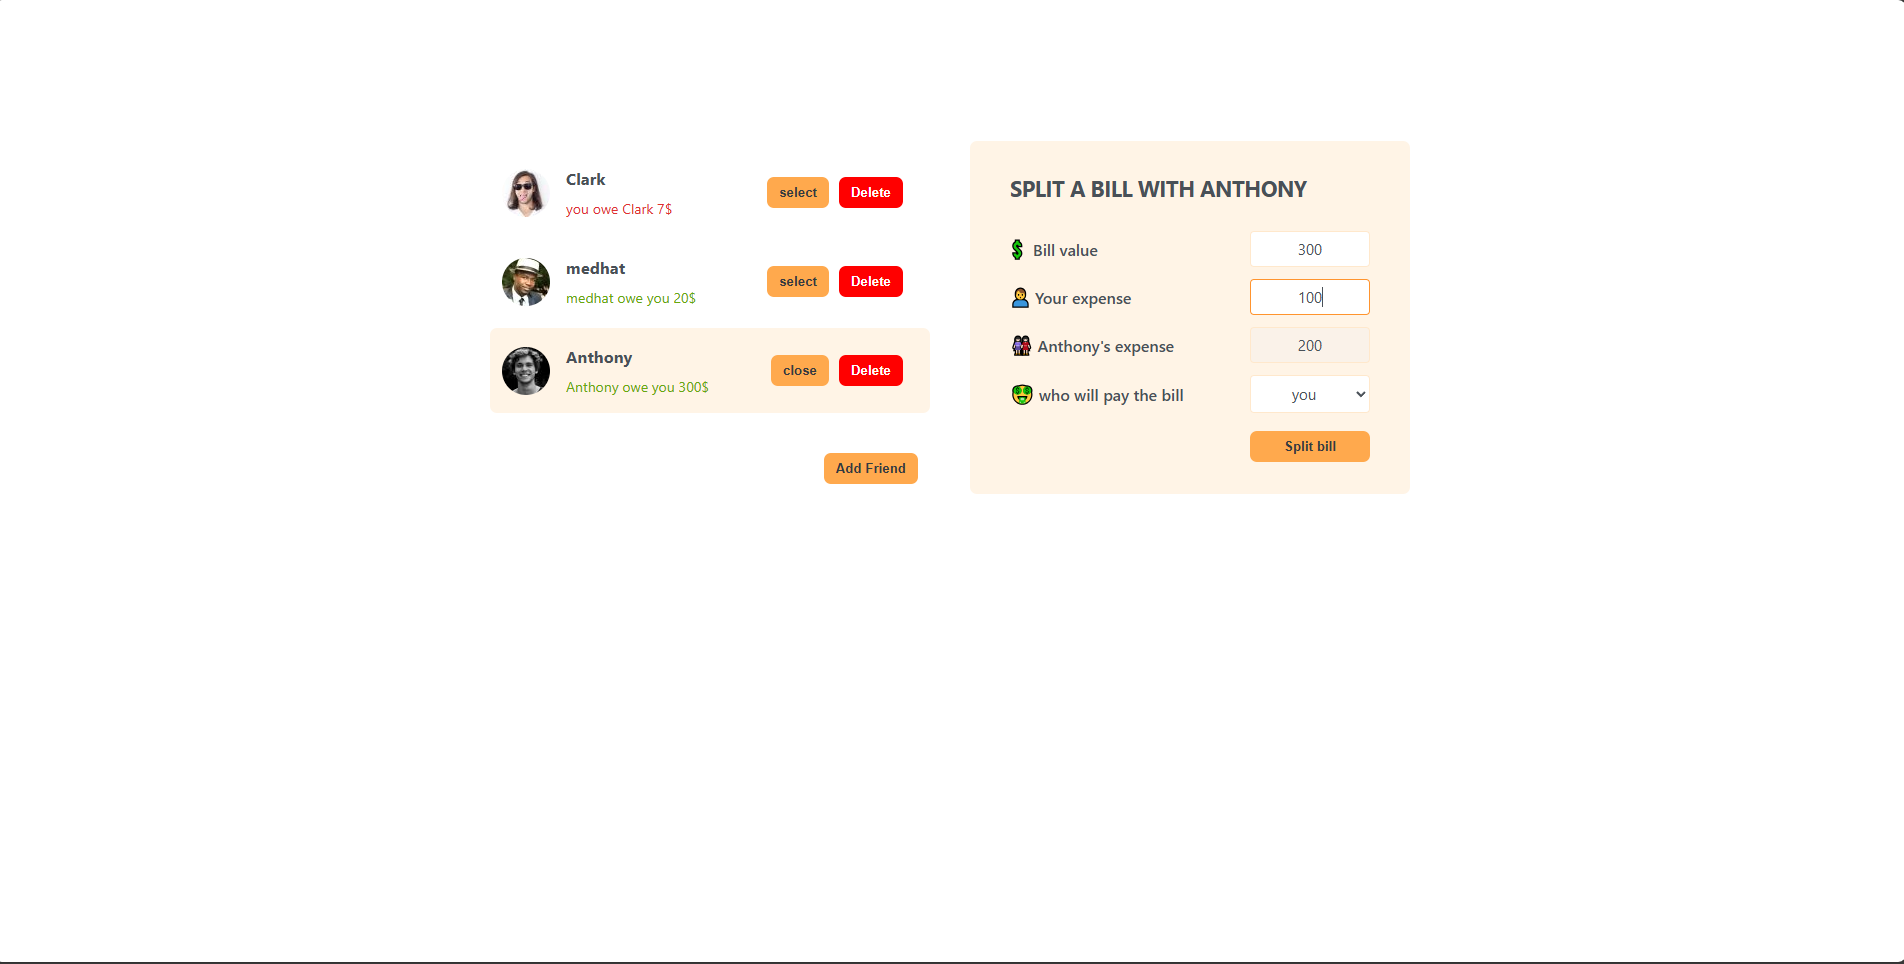 Clark
you owe Clark 7$
select
Delete
medhat
medhat owe you 20$
select
Delete
Anthony
Anthony owe you 300$
close
Delete
Add Friend
SPLIT A BILL WITH ANTHONY
💲 Bill value
300
Your expense
100
Anthony's expense
200
who will pay the bill
you
Split bill